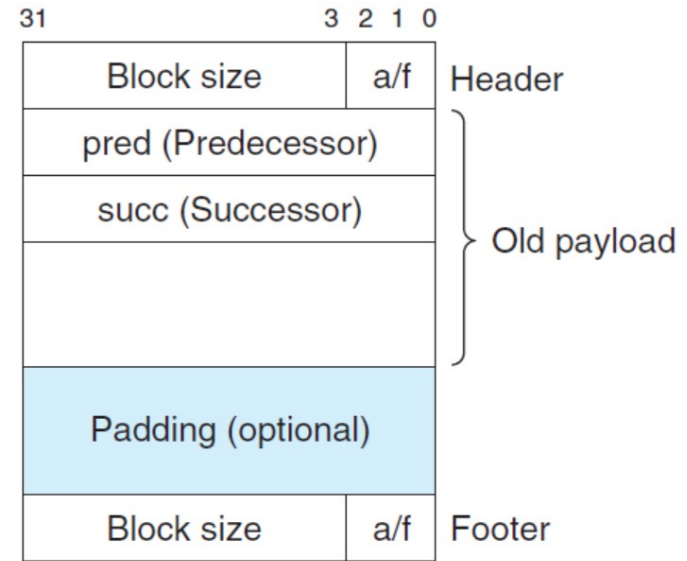 31 3 2 1 0
Block size a/f Header
pred (Predecessor)
succ (Successor)
Old payload
Padding (optional)
Block size a/f Footer